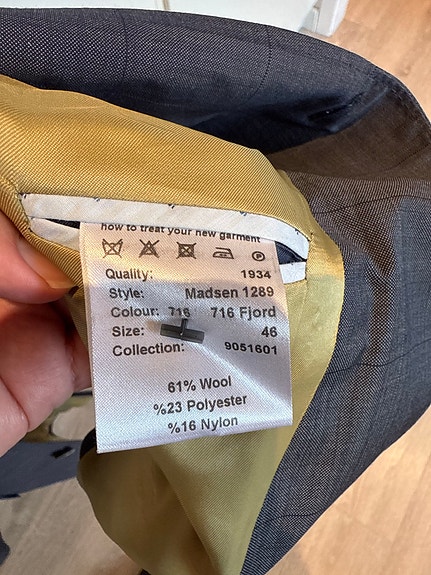 how to treat your new garment
Quality: 1934
Style: Madsen 1289
Colour: 716 716 Fjord
Size: 46
Collection: 9051601
61% Wool
%23 Polyester
%16 Nylon